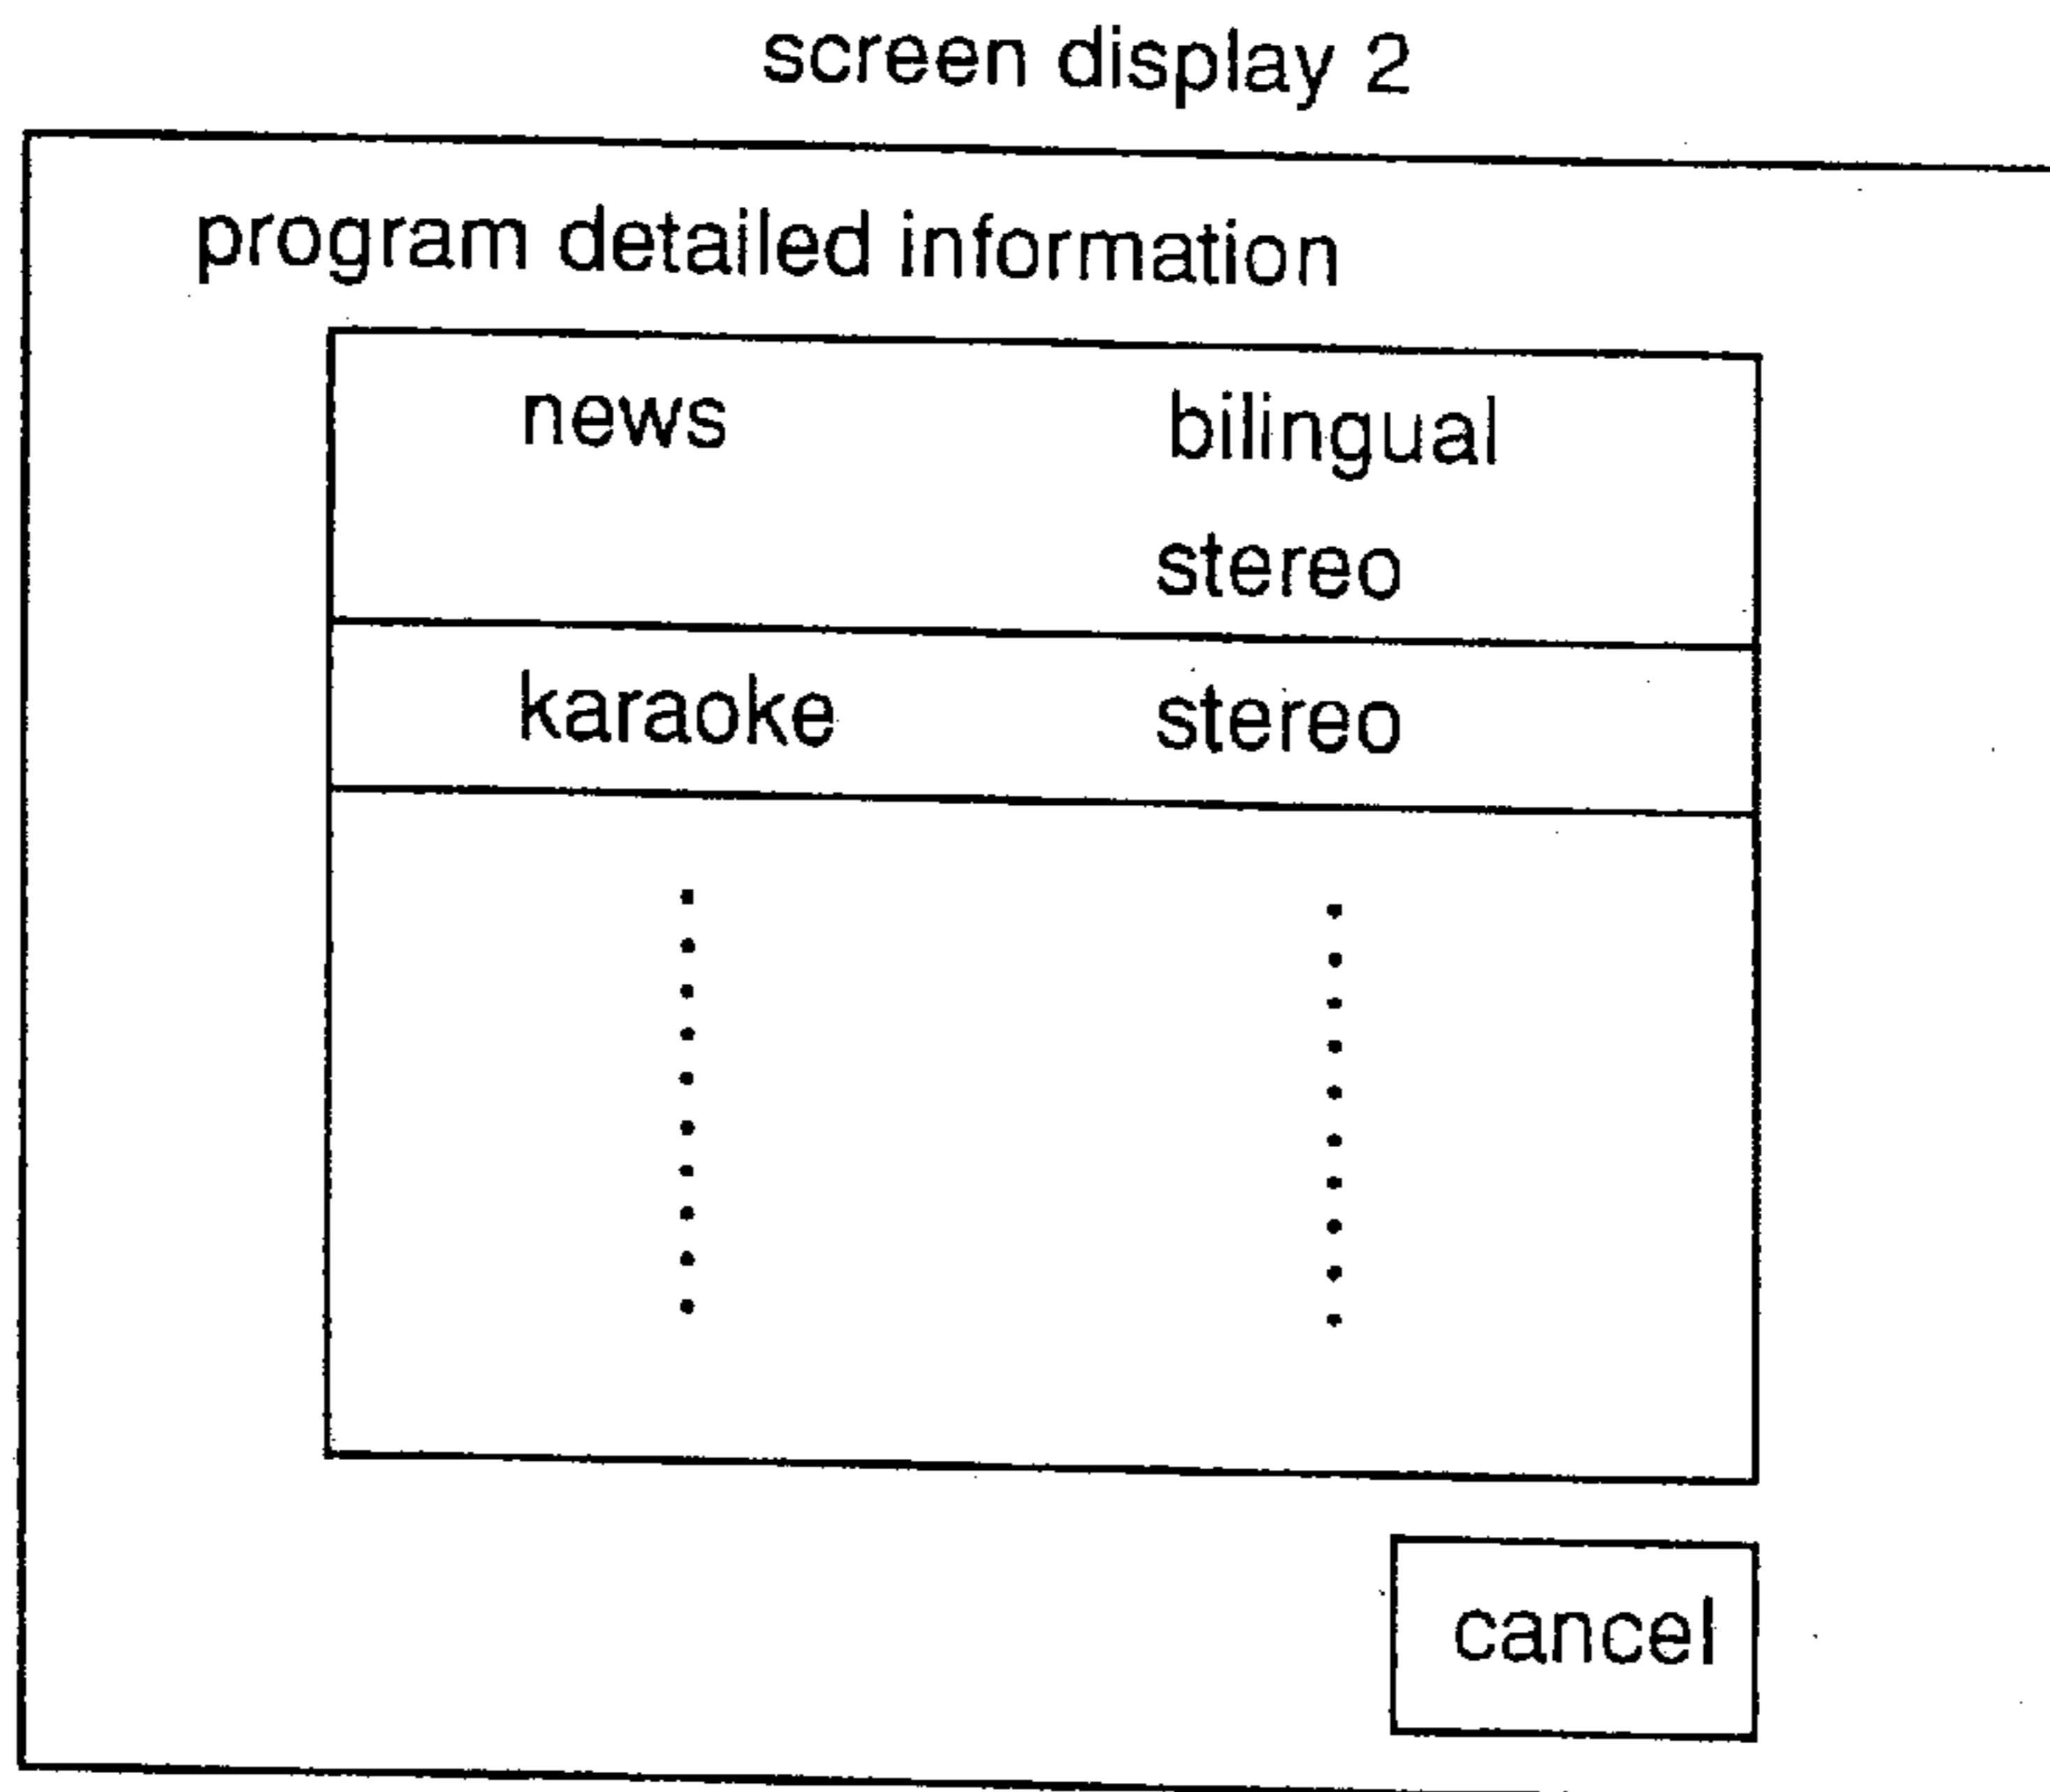 screen display 2
program detailed information
news bilingual
stereo
karaoke stereo
cancel